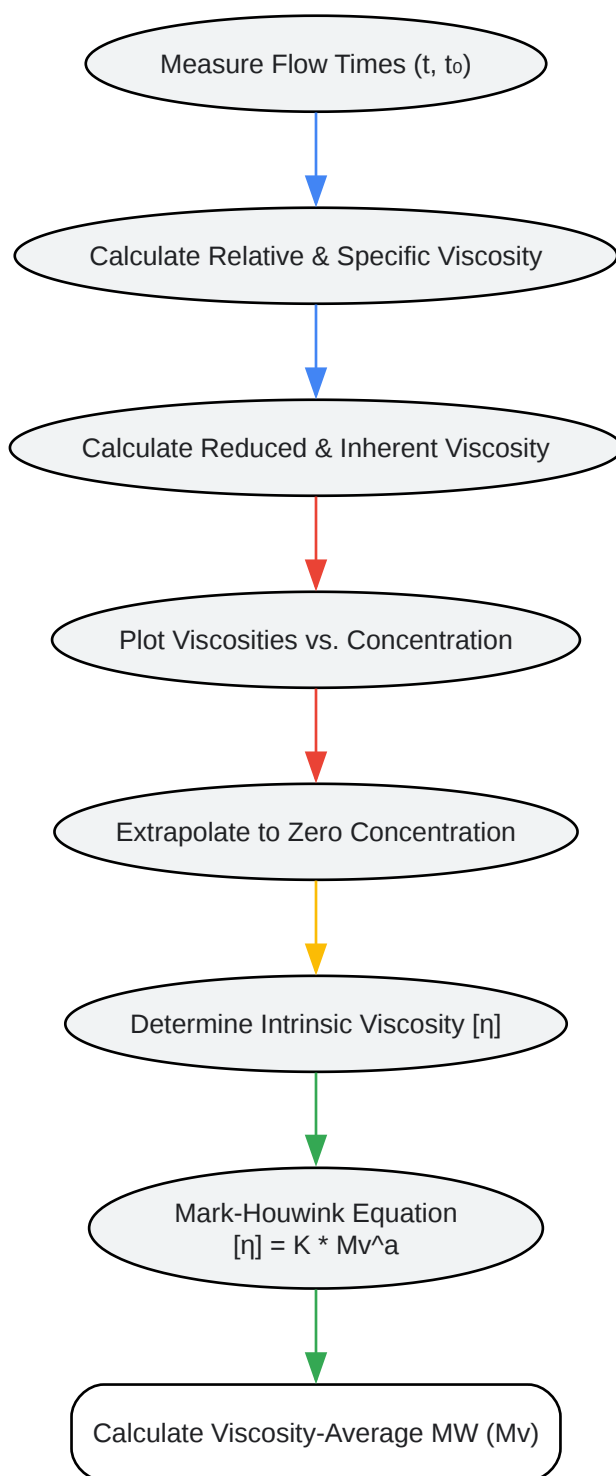 Measure Flow Times (t, t₀)
Calculate Relative & Specific Viscosity
Calculate Reduced & Inherent Viscosity
Plot Viscosities vs. Concentration
Extrapolate to Zero Concentration
Determine Intrinsic Viscosity [η]
Mark-Houwink Equation
[η] = K * Mv^a
Calculate Viscosity-Average MW (Mv)